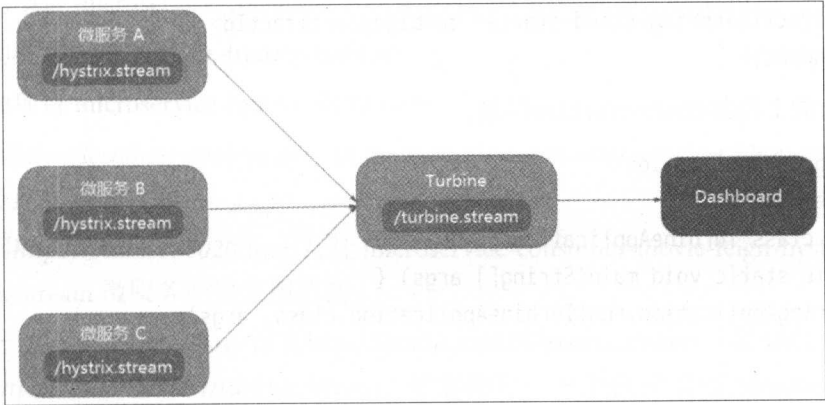 微服务 A
/hystrix.stream
微服务 B
/hystrix.stream
微服务 C
/hystrix.stream
Turbine
/turbine.stream
Dashboard